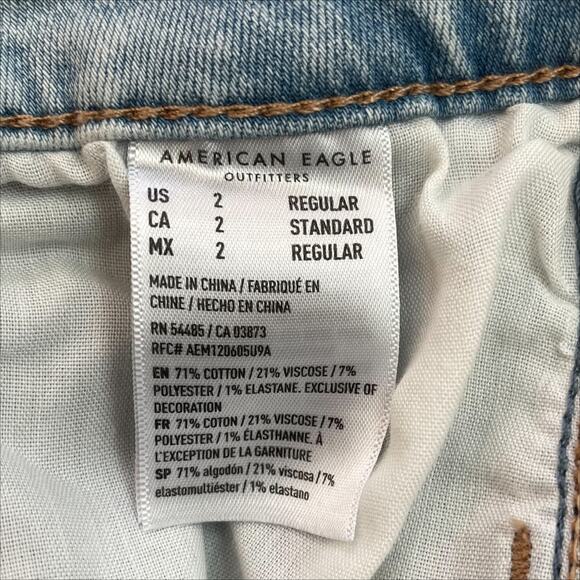 AMERICAN EAGLE
OUTFITTERS
US 2 REGULAR
CA 2 STANDARD
MX 2 REGULAR
MADE IN CHINA / FABRIQUÉ EN
CHINE / HECHO EN CHINA
RN 54485 / CA 03873
RFC# AEM120605U9A
EN 71% COTTON / 21% VISCOSE / 7%
POLYESTER / 1% ELASTANE. EXCLUSIVE OF
DECORATION
FR 71% COTON / 21% VISCOSE / 7%
POLYESTER / 1% ÉLASTHANNE. À
L'EXCEPTION DE LA GARNITURE
SP 71% algodón / 21% viscosa / 7%
elastomultiéster / 1% elastano